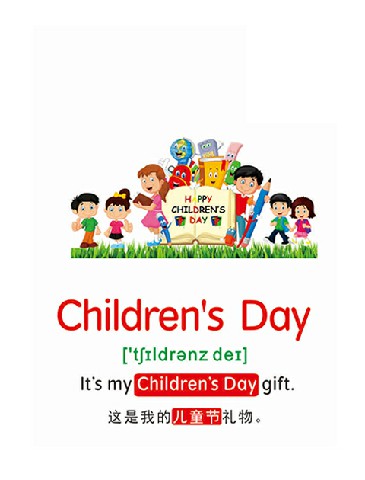 HAPPY
CHILDREN'S
DAY
Children's Day
['tʃɪldrənz deɪ]
It's my Children's Day gift.
这是我的儿童节礼物。